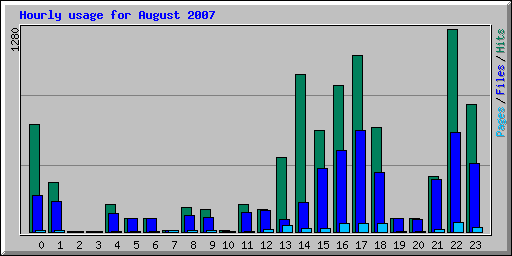 Hourly usage for August 2007
1280
Pages/Files/Hits
0 1 2 3 4 5 6 7 8 9 10 11 12 13 14 15 16 17 18 19 20 21 22 23